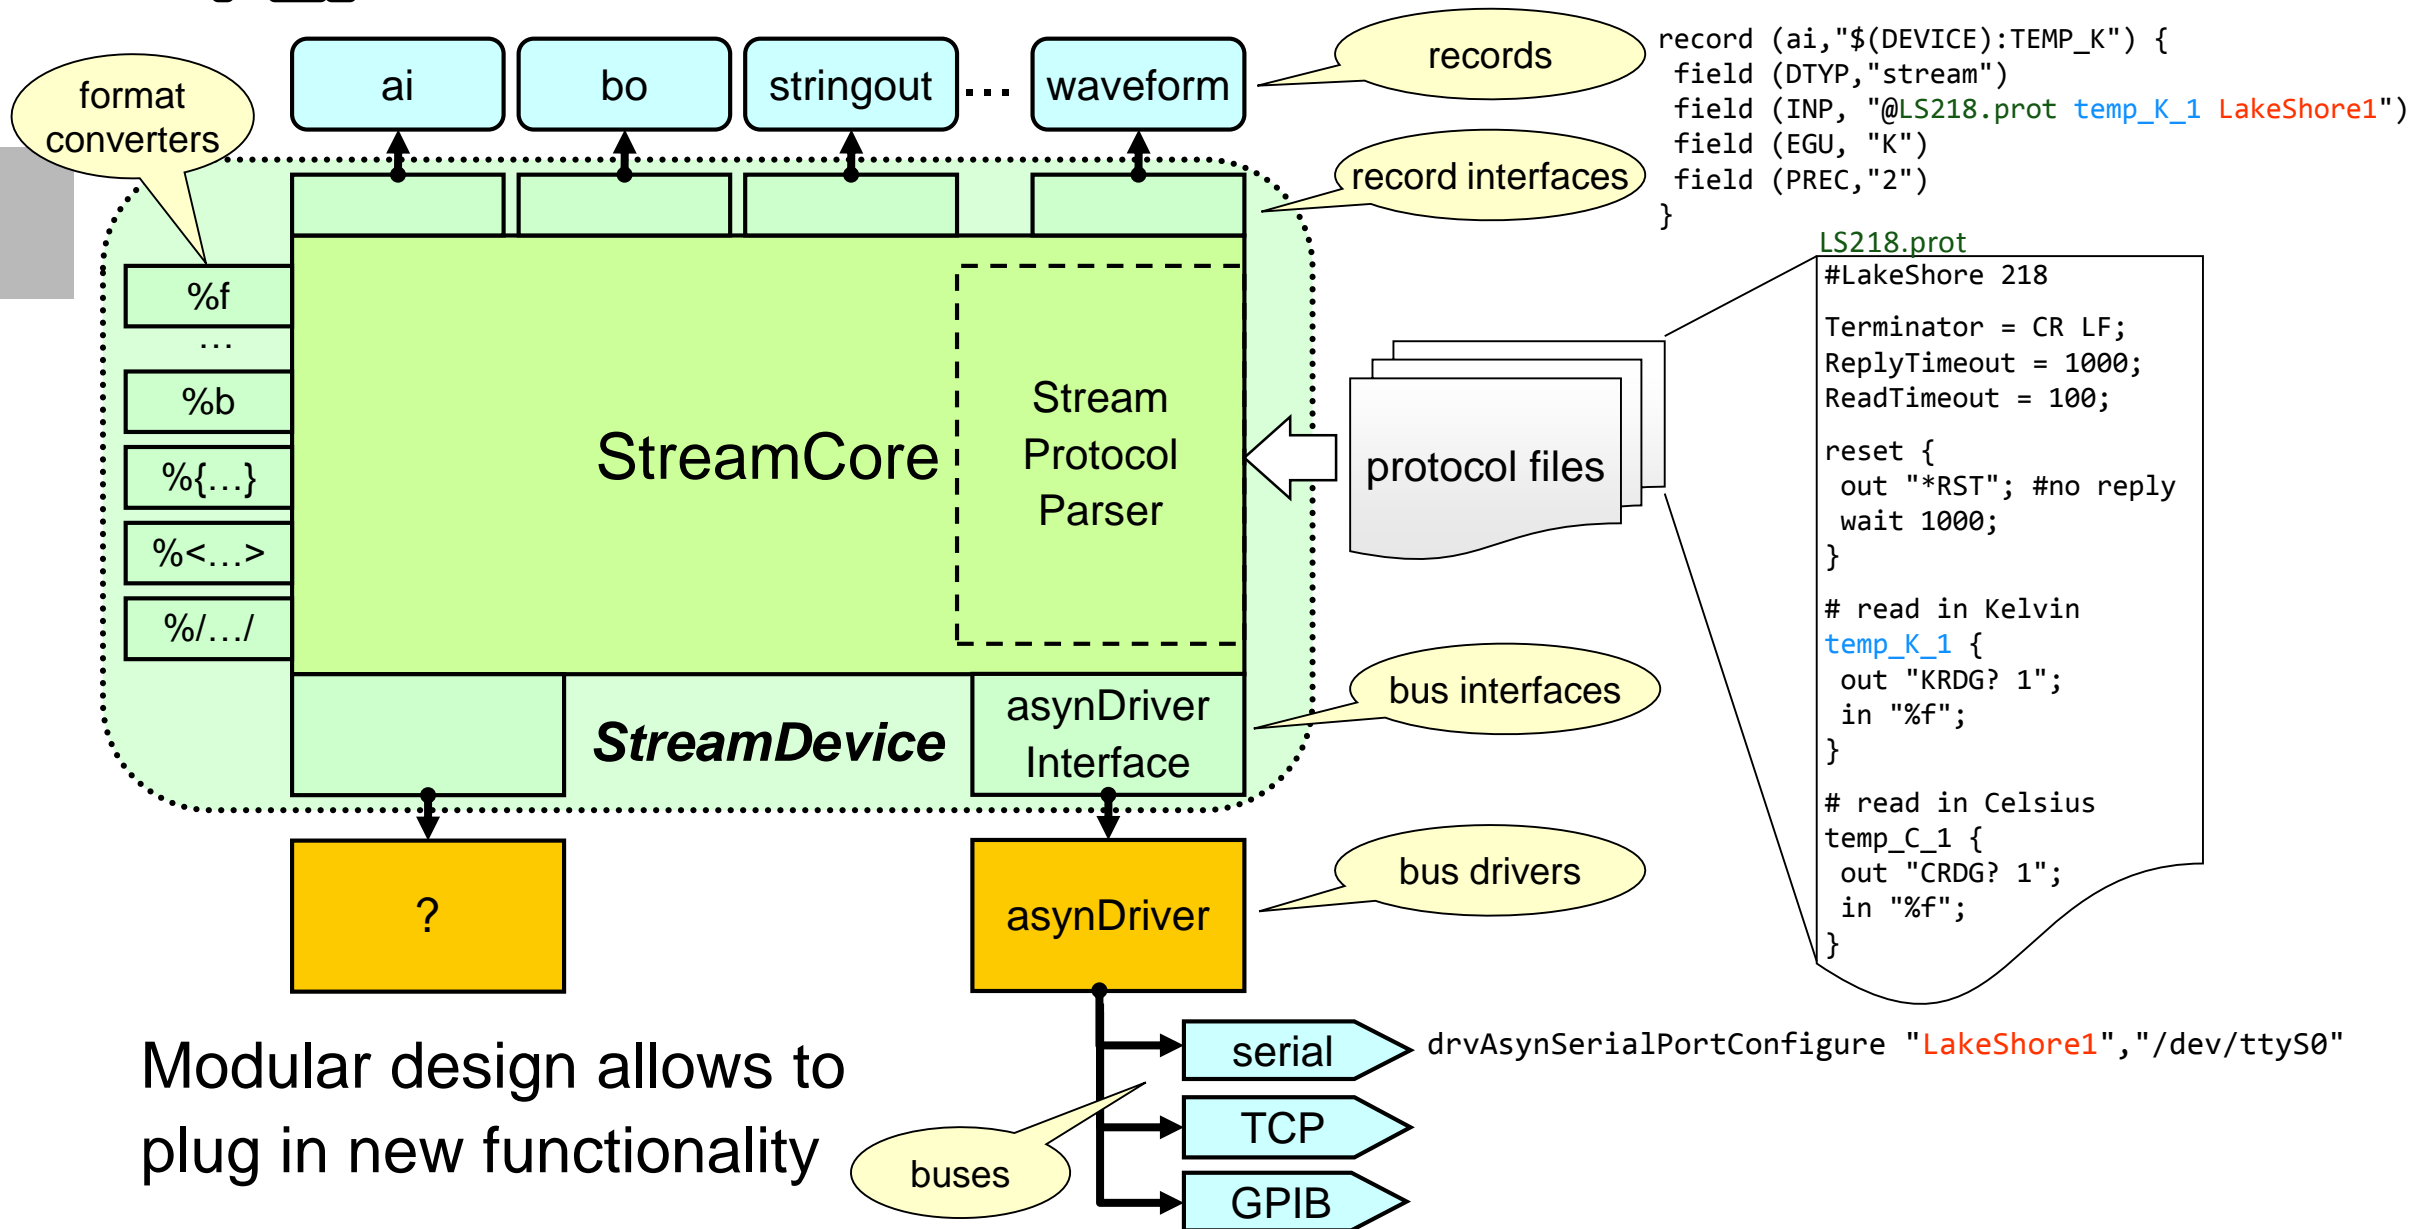 format
converters
ai
bo
stringout
...
waveform
records
record interfaces
record (ai,"$(DEVICE):TEMP_K") {
field (DTYP,"stream")
field (INP, "@LS218.prot temp_K_1 LakeShore1")
field (EGU, "K")
field (PREC,"2")
}
%f
...
%b
%{...}
%<...>
%/.../
StreamCore
Stream
Protocol
Parser
protocol files
LS218.prot
#LakeShore 218
Terminator = CR LF;
ReplyTimeout = 1000;
ReadTimeout = 100;
reset {
out "*RST"; #no reply
wait 1000;
}
# read in Kelvin
temp_K_1 {
out "KRDG? 1";
in "%f";
}
# read in Celsius
temp_C_1 {
out "CRDG? 1";
in "%f";
}
StreamDevice
asynDriver
Interface
bus interfaces
?
asynDriver
bus drivers
serial
drvAsynSerialPortConfigure "LakeShore1","/dev/ttyS0"
TCP
GPIB
buses
Modular design allows to
plug in new functionality